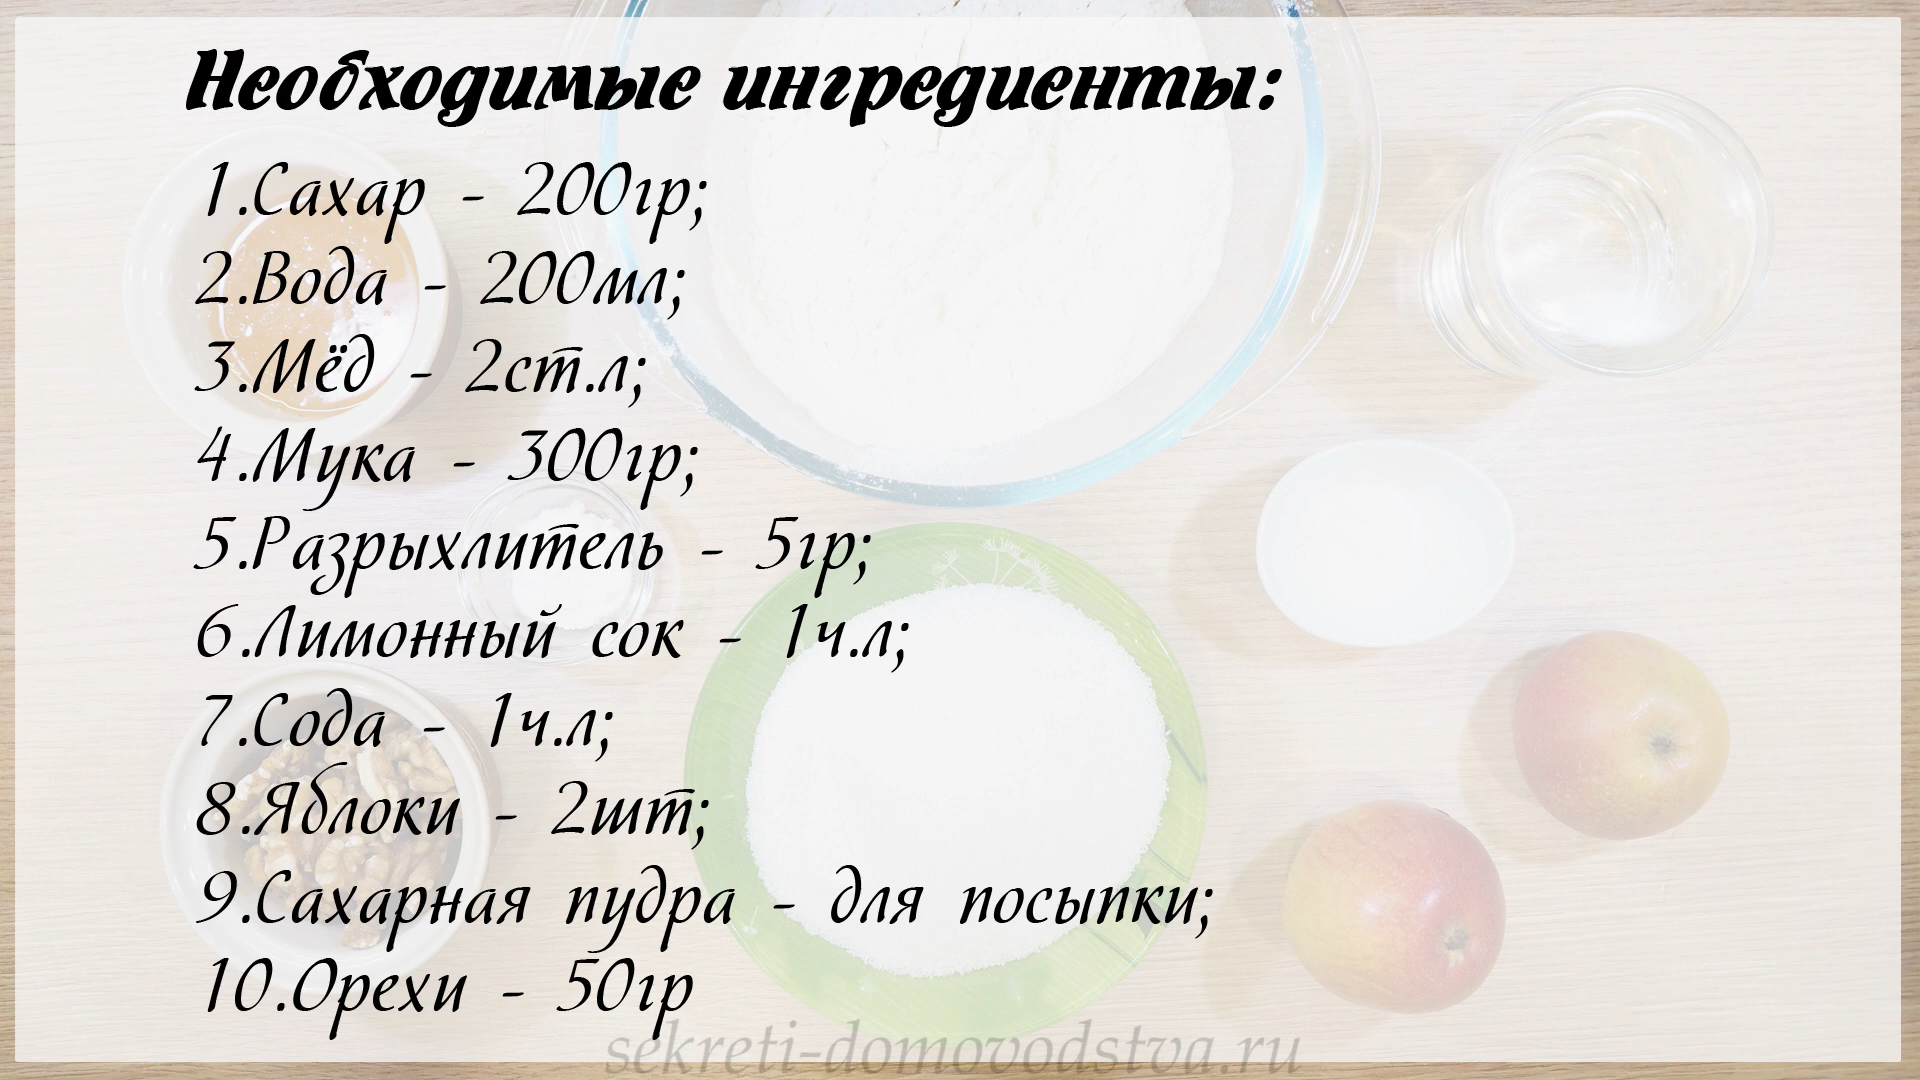 Необходимые ингредиенты:
1.Сахар - 200гр;
2.Вода - 200мл;
3.Мёд - 2ст.л;
4.Мука - 300гр;
5.Разрыхлитель - 5гр;
6.Лимонный сок - 1ч.л;
7.Сода - 1ч.л;
8.Яблоки - 2шт;
9.Сахарная пудра - для посыпки;
10.Орехи - 50гр
sekreti-domovodstva.ru